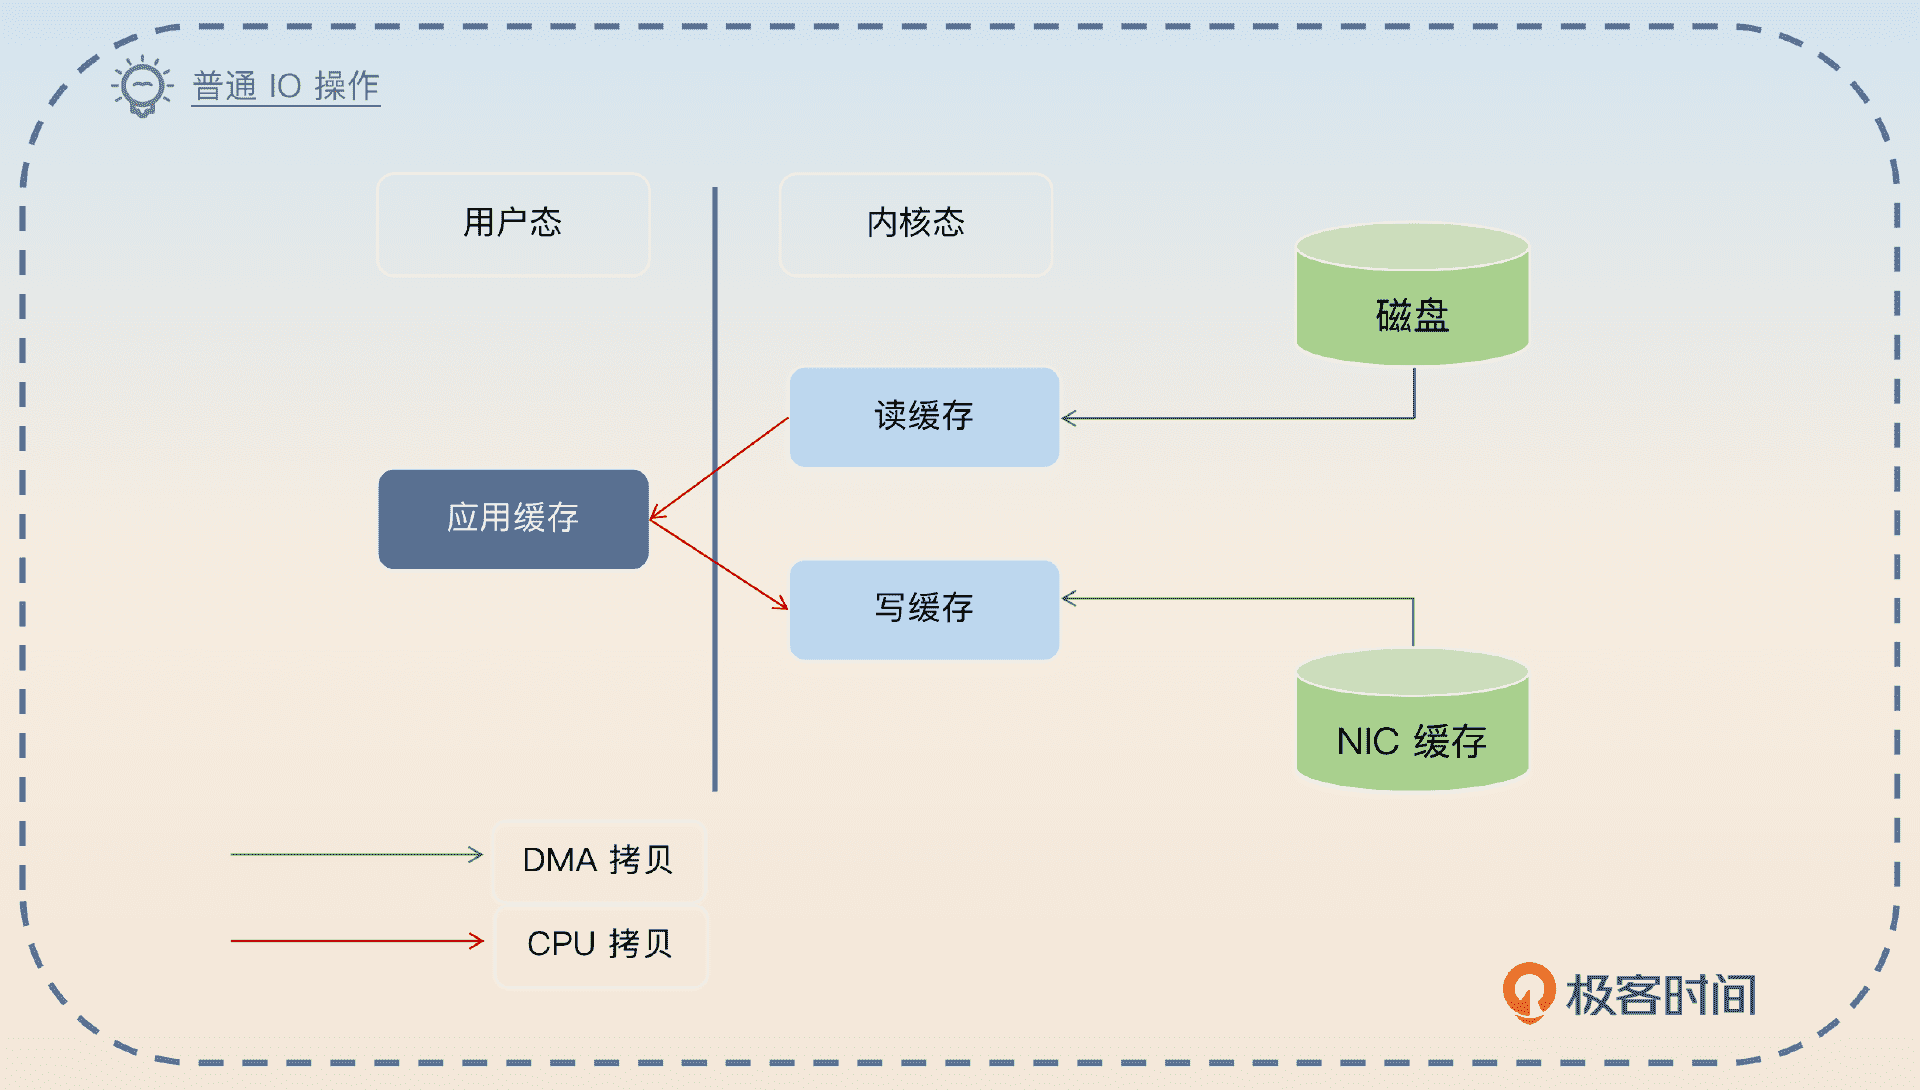 普通 IO 操作
用户态
内核态
磁盘
读缓存
应用缓存
写缓存
NIC 缓存
DMA 拷贝
CPU 拷贝
极客时间